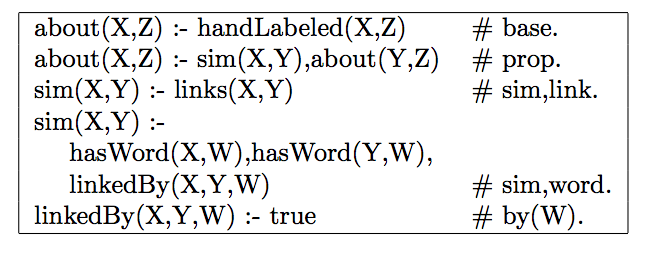 about(X,Z) :- handLabeled(X,Z) # base.
about(X,Z) :- sim(X,Y),about(Y,Z) # prop.
sim(X,Y) :- links(X,Y) # sim,link.
sim(X,Y) :-
hasWord(X,W),hasWord(Y,W),
linkedBy(X,Y,W) # sim,word.
linkedBy(X,Y,W) :- true # by(W).